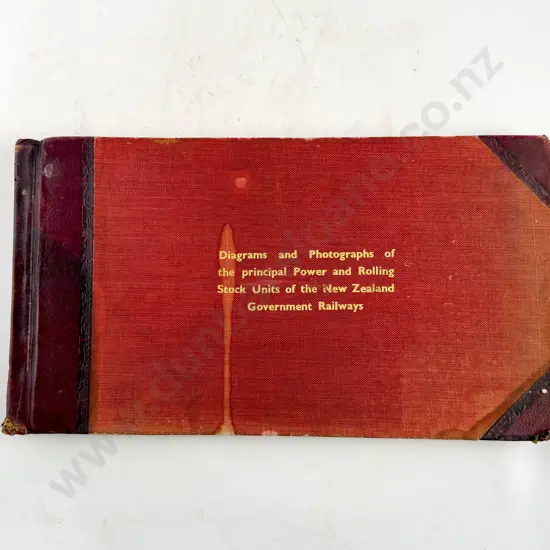 Diagrams and Photographs of
the principal Power and Rolling
Stock Units of the New Zealand
Government Railways